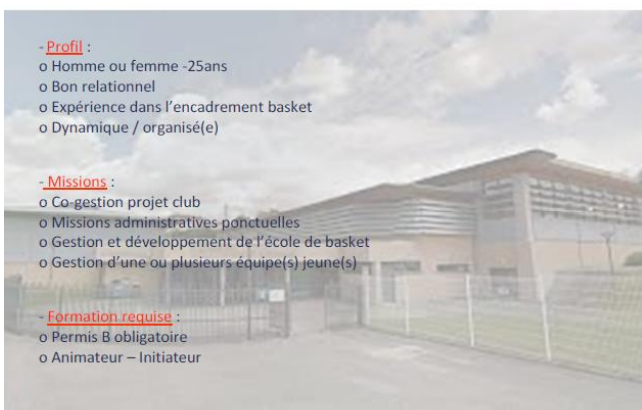 - Profil :
o Homme ou femme -25ans
o Bon relationnel
o Expérience dans l'encadrement basket
o Dynamique / organisé(e)
- Missions :
o Co-gestion projet club
o Missions administratives ponctuelles
o Gestion et développement de l'école de basket
o Gestion d'une ou plusieurs équipe(s) jeune(s)
- Formation requise :
o Permis B obligatoire
o Animateur – Initiateur